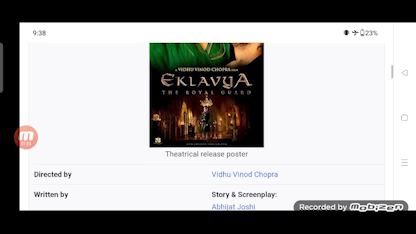 9:38
23%
A VIDHU VINOD CHOPRA FILM
EKLAVYA
THE ROYAL GUARD
Theatrical release poster
Directed by
Vidhu Vinod Chopra
Written by
Story & Screenplay:
Abhijat Joshi
Recorded by
MOBIZEN